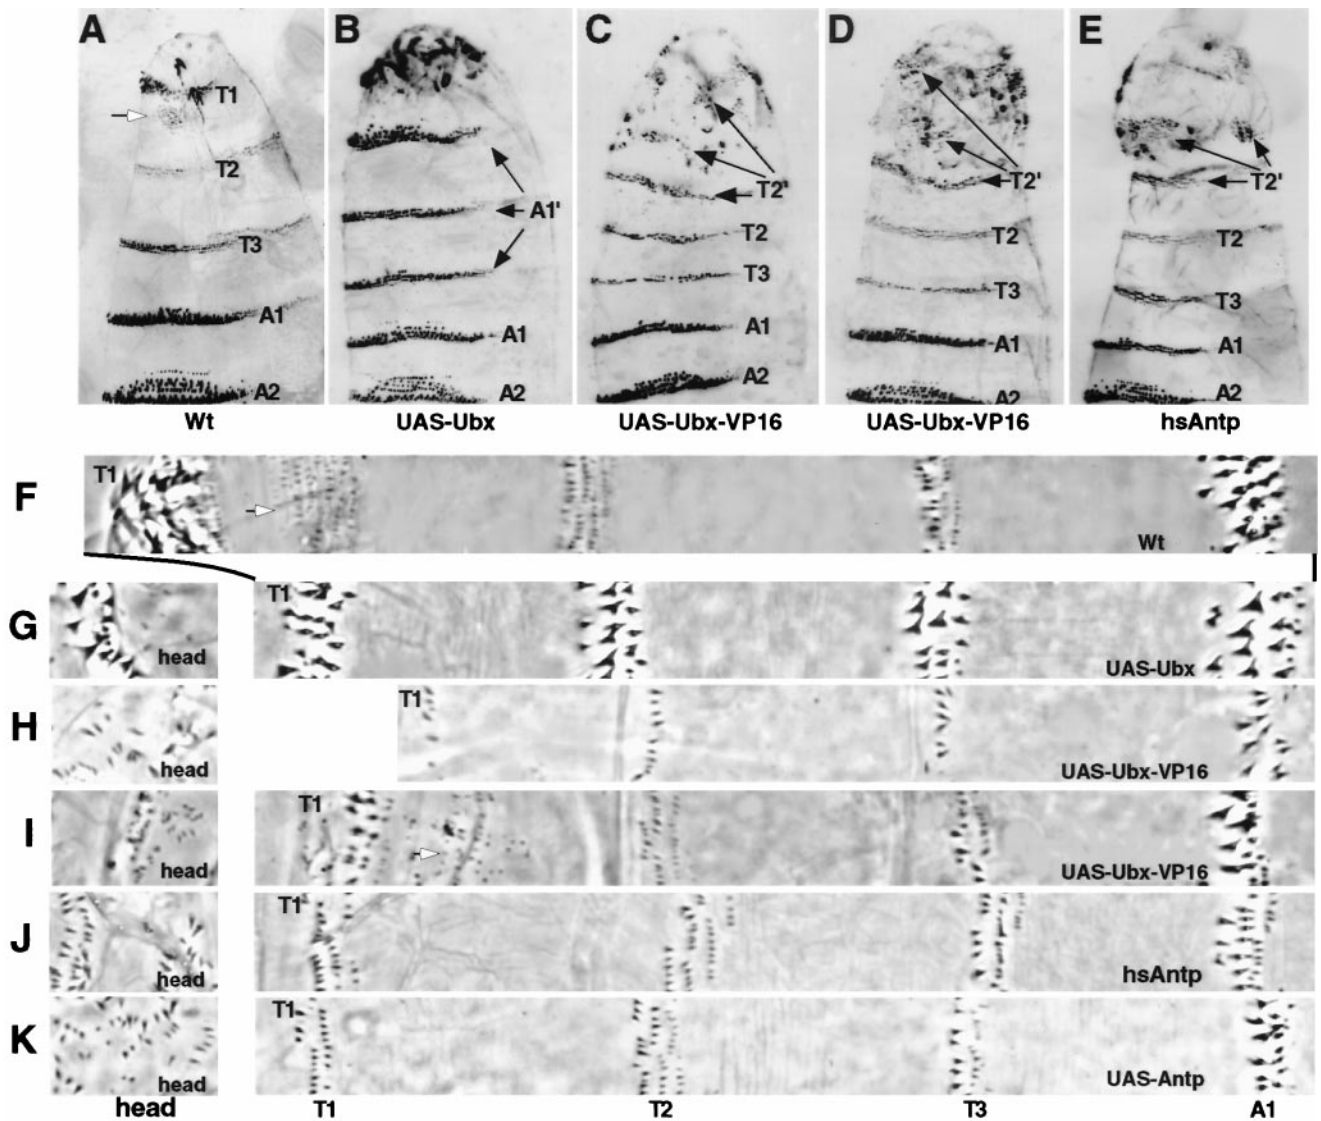 A B C D E
T1
T2
T3
A1
A2
A1'
A1
A2
T2'
T2
T3
A1
A2
T2'
T2
T3
A1
A2
T2'
T2
T3
A1
A2
Wt UAS-Ubx UAS-Ubx-VP16 UAS-Ubx-VP16 hsAntp
F T1 Wt
G head T1 UAS-Ubx
H head T1 UAS-Ubx-VP16
I head T1 UAS-Ubx-VP16
J head T1 hsAntp
K head T1 UAS-Antp
head T1 T2 T3 A1